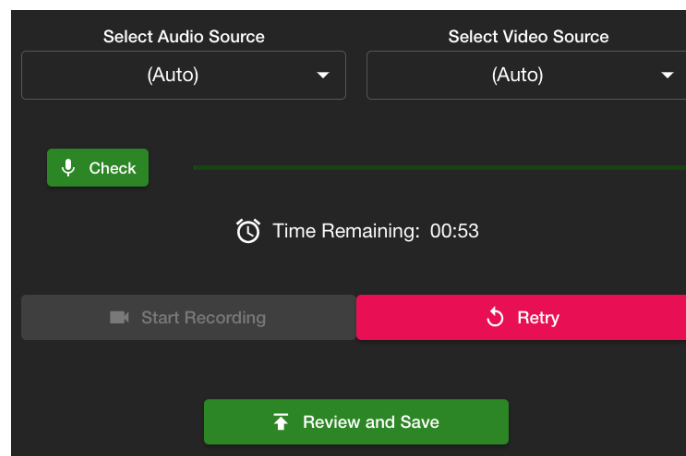 Select Audio Source
Select Video Source
(Auto)
(Auto)
Check
Time Remaining: 00:53
Start Recording
Retry
Review and Save